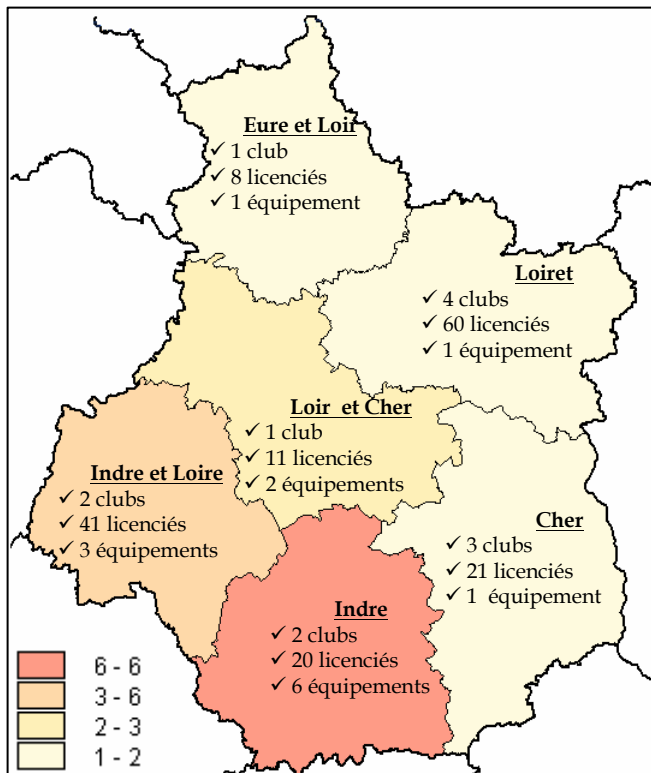 Eure et Loir
✓ 1 club
✓ 8 licenciés
✓ 1 équipement
Loiret
✓ 4 clubs
✓ 60 licenciés
✓ 1 équipement
Loir et Cher
✓ 1 club
✓ 11 licenciés
✓ 2 équipements
Indre et Loire
✓ 2 clubs
✓ 41 licenciés
✓ 3 équipements
Cher
✓ 3 clubs
✓ 21 licenciés
✓ 1 équipement
Indre
✓ 2 clubs
✓ 20 licenciés
✓ 6 équipements
6 - 6
3 - 6
2 - 3
1 - 2